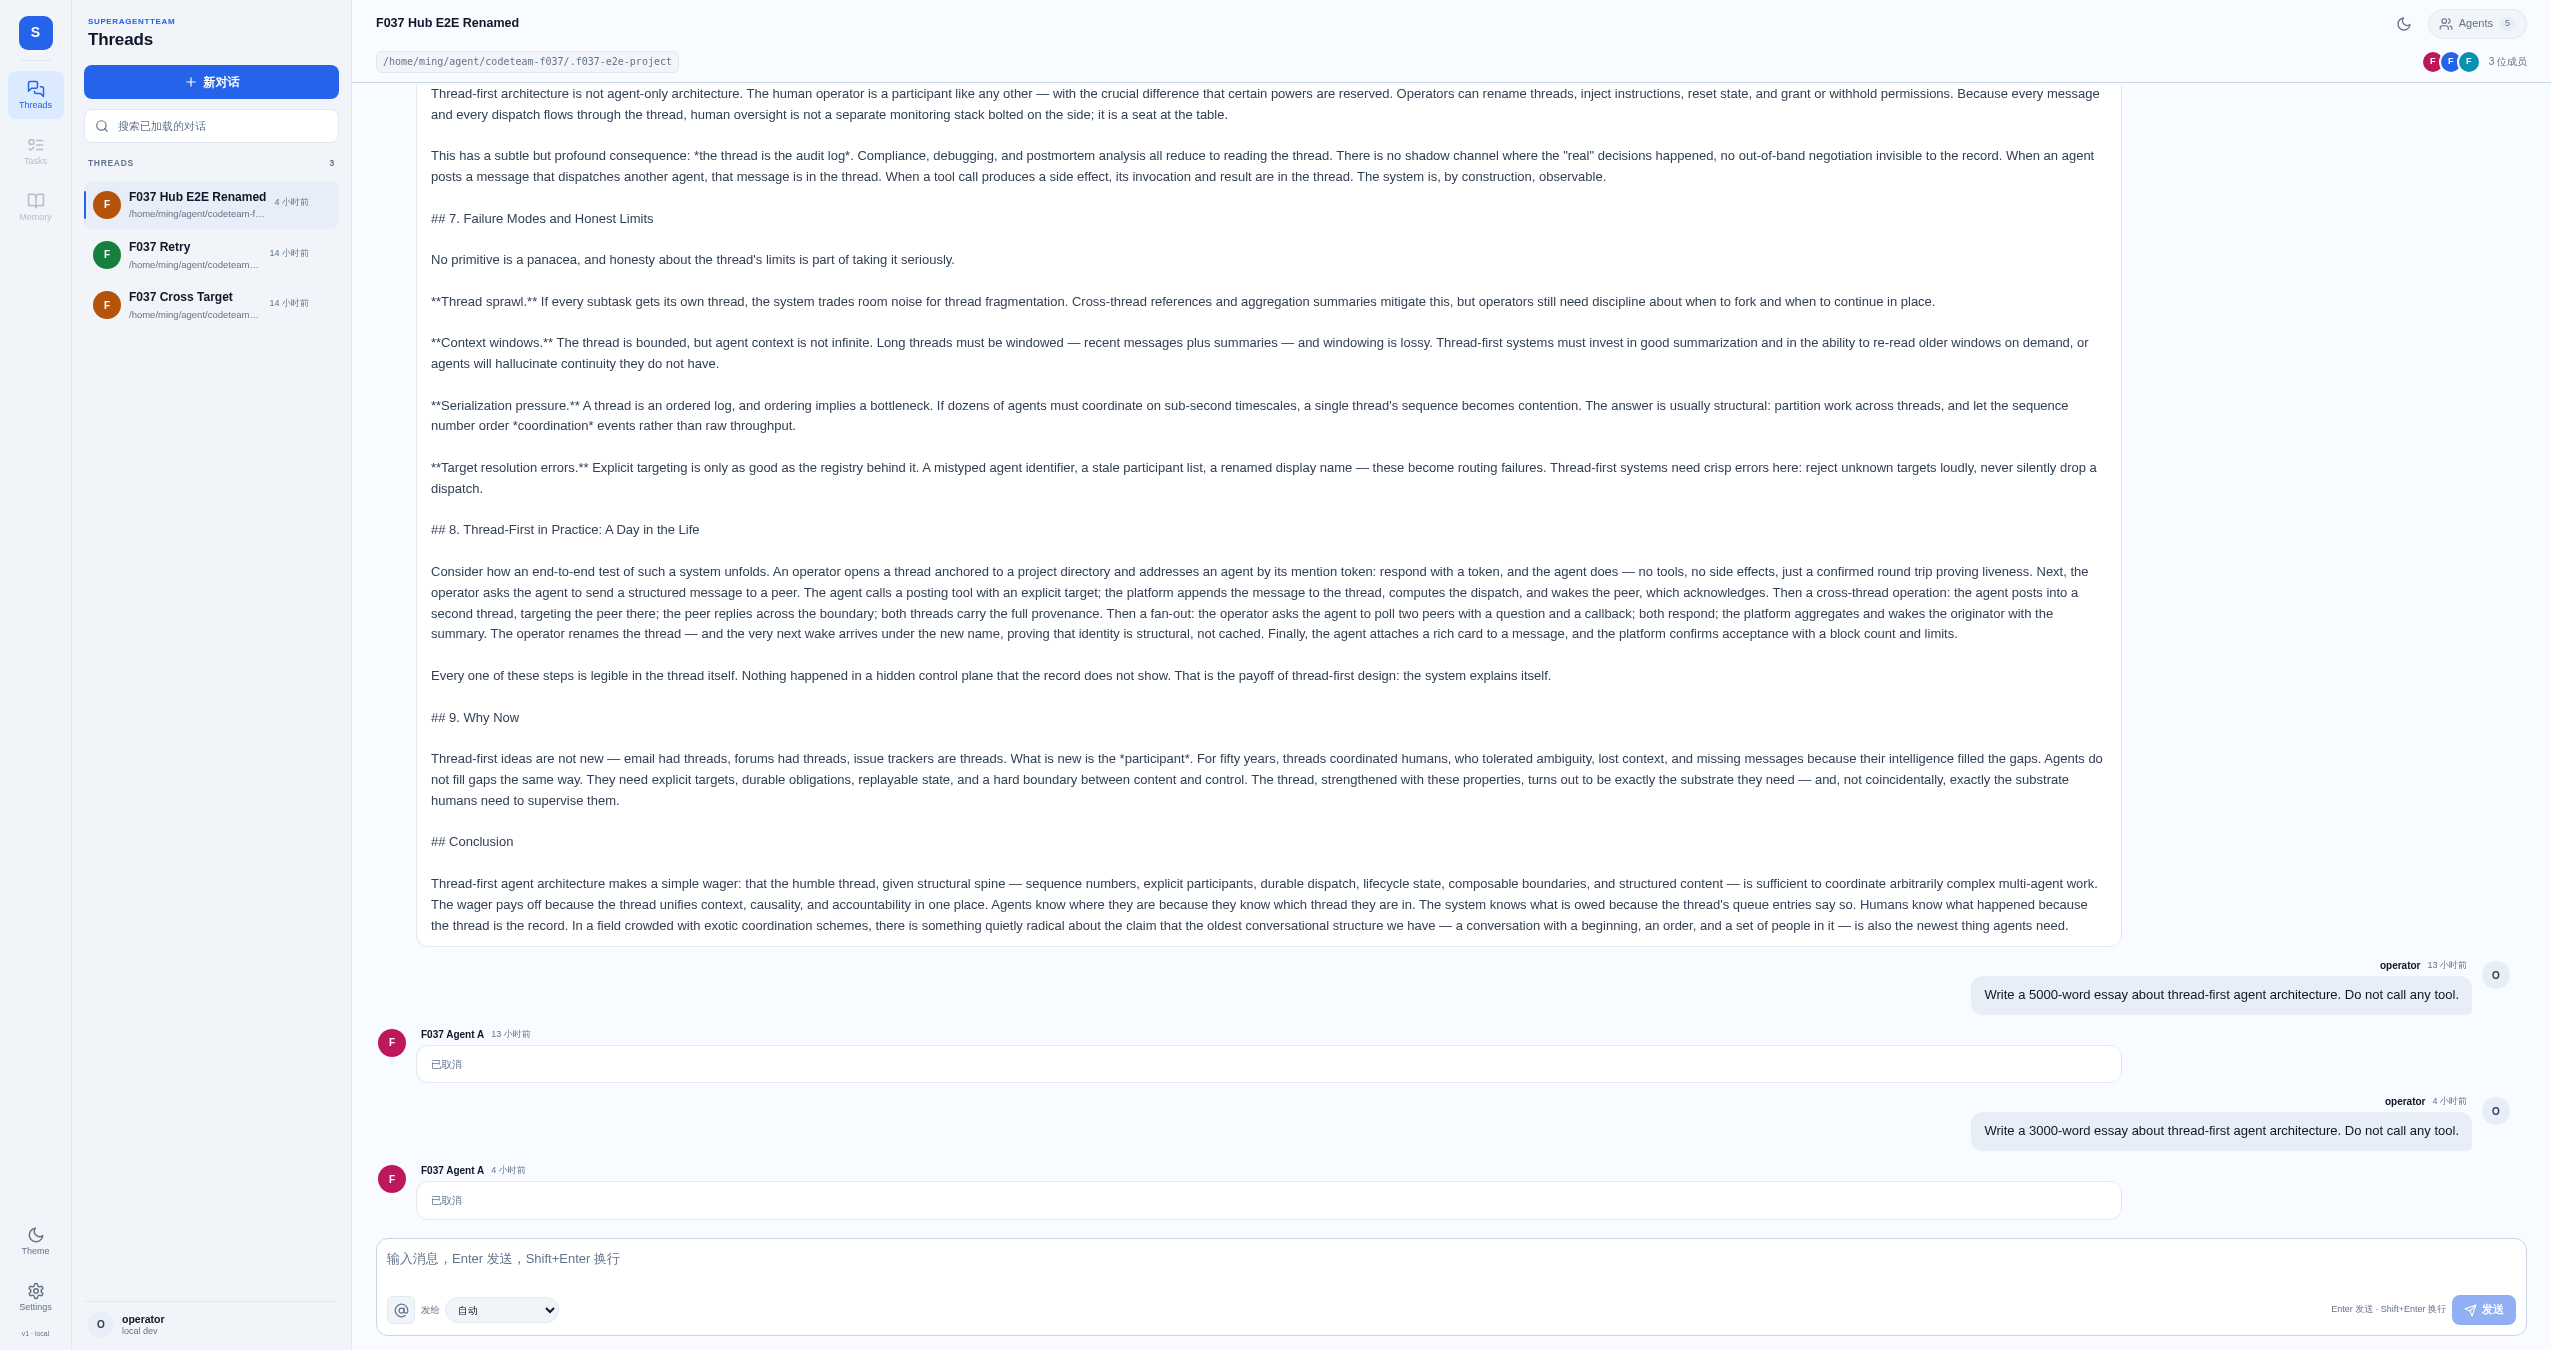 S
Threads
Tasks
Memory
Theme
Settings
v1 · local
SUPERAGENTTEAM
Threads
新对话
搜索已加载的对话
THREADS 3
F
F037 Hub E2E Renamed 4 小时前
/home/ming/agent/codeteam-f…
F
F037 Retry 14 小时前
/home/ming/agent/codeteam…
F
F037 Cross Target 14 小时前
/home/ming/agent/codeteam…
O
operator
local dev
F037 Hub E2E Renamed
Agents 5
/home/ming/agent/codeteam-f037/.f037-e2e-project
F F F 3 位成员
Thread-first architecture is not agent-only architecture. The human operator is a participant like any other — with the crucial difference that certain powers are reserved. Operators can rename threads, inject instructions, reset state, and grant or withhold permissions. Because every message
and every dispatch flows through the thread, human oversight is not a separate monitoring stack bolted on the side; it is a seat at the table.
This has a subtle but profound consequence: *the thread is the audit log*. Compliance, debugging, and postmortem analysis all reduce to reading the thread. There is no shadow channel where the "real" decisions happened, no out-of-band negotiation invisible to the record. When an agent
posts a message that dispatches another agent, that message is in the thread. When a tool call produces a side effect, its invocation and result are in the thread. The system is, by construction, observable.
## 7. Failure Modes and Honest Limits
No primitive is a panacea, and honesty about the thread's limits is part of taking it seriously.
**Thread sprawl.** If every subtask gets its own thread, the system trades room noise for thread fragmentation. Cross-thread references and aggregation summaries mitigate this, but operators still need discipline about when to fork and when to continue in place.
**Context windows.** The thread is bounded, but agent context is not infinite. Long threads must be windowed — recent messages plus summaries — and windowing is lossy. Thread-first systems must invest in good summarization and in the ability to re-read older windows on demand, or
agents will hallucinate continuity they do not have.
**Serialization pressure.** A thread is an ordered log, and ordering implies a bottleneck. If dozens of agents must coordinate on sub-second timescales, a single thread's sequence becomes contention. The answer is usually structural: partition work across threads, and let the sequence
number order *coordination* events rather than raw throughput.
**Target resolution errors.** Explicit targeting is only as good as the registry behind it. A mistyped agent identifier, a stale participant list, a renamed display name — these become routing failures. Thread-first systems need crisp errors here: reject unknown targets loudly, never silently drop a
dispatch.
## 8. Thread-First in Practice: A Day in the Life
Consider how an end-to-end test of such a system unfolds. An operator opens a thread anchored to a project directory and addresses an agent by its mention token: respond with a token, and the agent does — no tools, no side effects, just a confirmed round trip proving liveness. Next, the
operator asks the agent to send a structured message to a peer. The agent calls a posting tool with an explicit target; the platform appends the message to the thread, computes the dispatch, and wakes the peer, which acknowledges. Then a cross-thread operation: the agent posts into a
second thread, targeting the peer there; the peer replies across the boundary; both threads carry the full provenance. Then a fan-out: the operator asks the agent to poll two peers with a question and a callback; both respond; the platform aggregates and wakes the originator with the
summary. The operator renames the thread — and the very next wake arrives under the new name, proving that identity is structural, not cached. Finally, the agent attaches a rich card to a message, and the platform confirms acceptance with a block count and limits.
Every one of these steps is legible in the thread itself. Nothing happened in a hidden control plane that the record does not show. That is the payoff of thread-first design: the system explains itself.
## 9. Why Now
Thread-first ideas are not new — email had threads, forums had threads, issue trackers are threads. What is new is the *participant*. For fifty years, threads coordinated humans, who tolerated ambiguity, lost context, and missing messages because their intelligence filled the gaps. Agents do
not fill gaps the same way. They need explicit targets, durable obligations, replayable state, and a hard boundary between content and control. The thread, strengthened with these properties, turns out to be exactly the substrate they need — and, not coincidentally, exactly the substrate
humans need to supervise them.
## Conclusion
Thread-first agent architecture makes a simple wager: that the humble thread, given structural spine — sequence numbers, explicit participants, durable dispatch, lifecycle state, composable boundaries, and structured content — is sufficient to coordinate arbitrarily complex multi-agent work.
The wager pays off because the thread unifies context, causality, and accountability in one place. Agents know where they are because they know which thread they are in. The system knows what is owed because the thread's queue entries say so. Humans know what happened because
the thread is the record. In a field crowded with exotic coordination schemes, there is something quietly radical about the claim that the oldest conversational structure we have — a conversation with a beginning, an order, and a set of people in it — is also the newest thing agents need.
operator 13 小时前
O
Write a 5000-word essay about thread-first agent architecture. Do not call any tool.
F
F037 Agent A 13 小时前
已取消
operator 4 小时前
O
Write a 3000-word essay about thread-first agent architecture. Do not call any tool.
F
F037 Agent A 4 小时前
已取消
输入消息，Enter 发送，Shift+Enter 换行
发给 自动
Enter 发送 · Shift+Enter 换行
发送